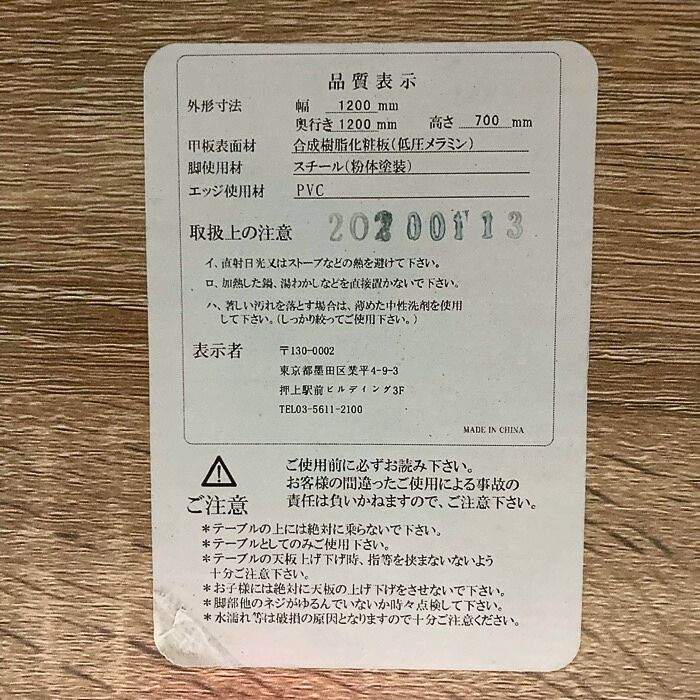 品質表示
外形寸法 幅 1200 mm
奥行き 1200 mm 高さ 700 mm
甲板表面材 合成樹脂化粧板(低圧メラミン)
脚使用材 スチール(粉体塗装)
エッジ使用材 PVC
取扱上の注意
イ、直射日光又はストーブなどの熱を避けて下さい。
ロ、加熱した鍋、湯わかしなどを直接置かないで下さい。
ハ、著しい汚れを落とす場合は、薄めた中性洗剤を使用
して下さい。(しっかり絞ってご使用下さい。)
表示者 〒130-0002
東京都墨田区業平4-9-3
押上駅前ビルディング3F
TEL03-5611-2100
MADE IN CHINA
ご使用前に必ずお読み下さい。
お客様の間違ったご使用による事故の
ご注意 責任は負いかねますので、ご注意下さい。
*テーブルの上には絶対に乗らないで下さい。
*テーブルとしてのみご使用下さい。
*テーブルの天板上げ下げ時、指等を挟まないないよう
十分ご注意下さい。
*お子様には絶対に天板の上げ下げをさせないで下さい。
*脚部他のネジがゆるんでいないか時々点検して下さい。
*水濡れ等は破損の原因となりますので十分ご注意ください。